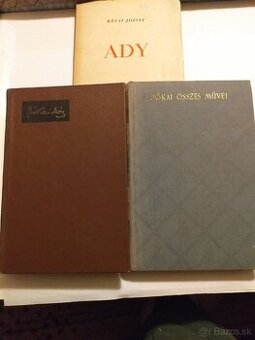 RÉVAI JÓZSEF
ADY
JÓKAI ÖSSZES MŰVEI
© Bazos.sk